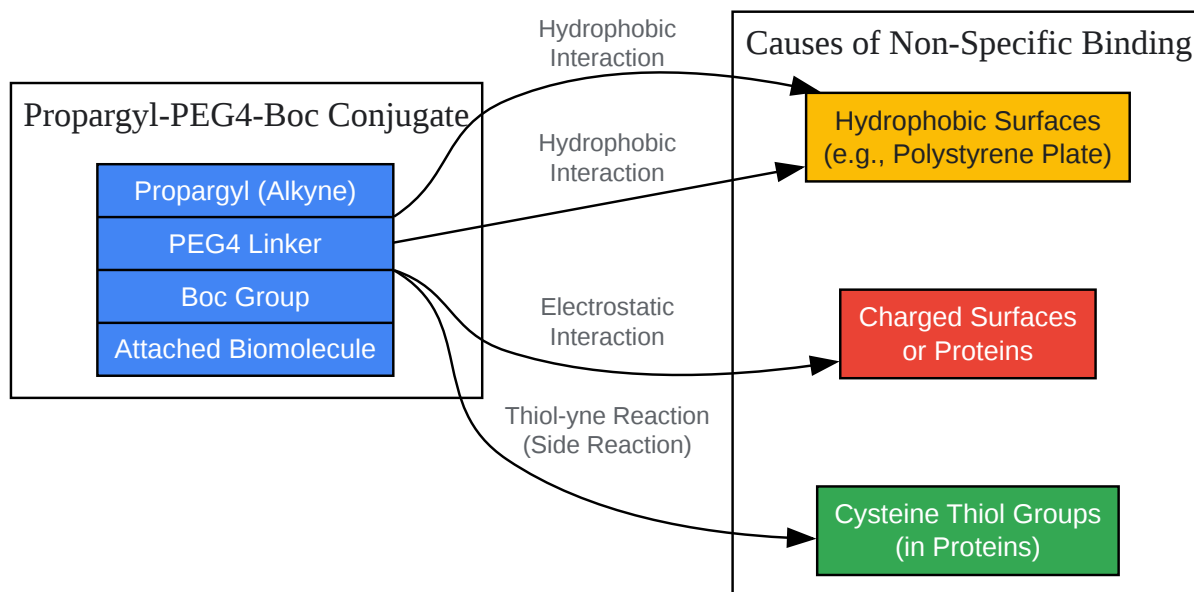 Propargyl-PEG4-Boc Conjugate
Propargyl (Alkyne)
PEG4 Linker
Boc Group
Attached Biomolecule
Hydrophobic
Interaction
Hydrophobic
Interaction
Electrostatic
Interaction
Thiol-yne Reaction
(Side Reaction)
Causes of Non-Specific Binding
Hydrophobic Surfaces
(e.g., Polystyrene Plate)
Charged Surfaces
or Proteins
Cysteine Thiol Groups
(in Proteins)